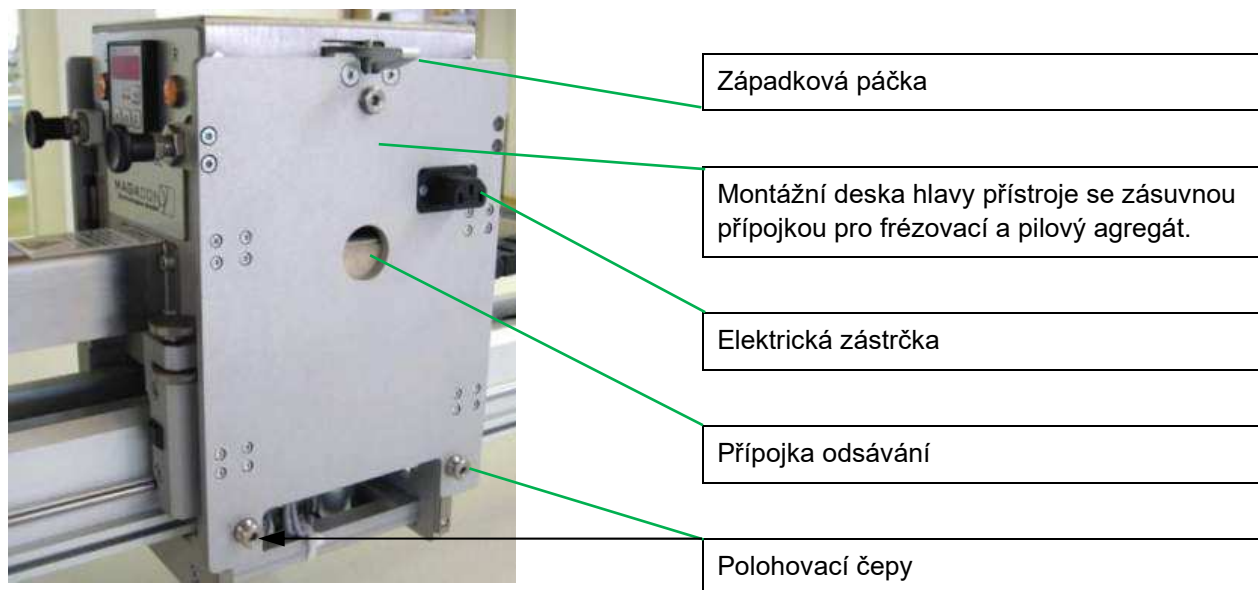 Západková páčka
Montážní deska hlavy přístroje se zásuvnou
přípojkou pro frézovací a pilový agregát.
Elektrická zástrčka
Přípojka odsávání
Polohovací čepy